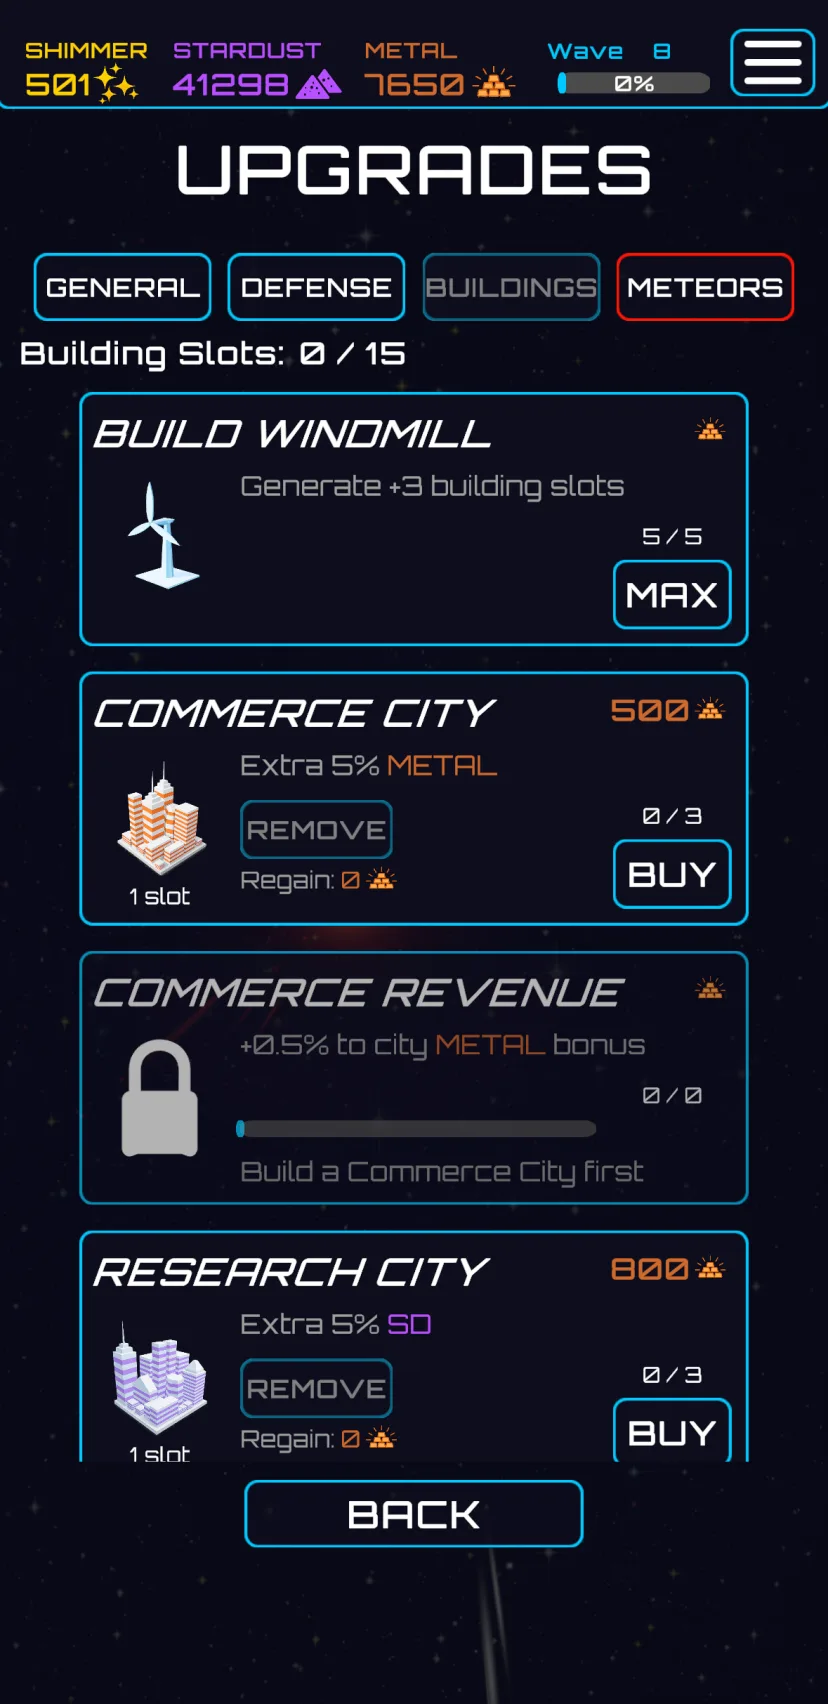 SHIMMER STARDUST METAL Wave 8
501 41298 7650 0%
UPGRADES
GENERAL DEFENSE BUILDINGS METEORS
Building Slots: 0 / 15
BUILD WINDMILL
Generate +3 building slots
5 / 5
MAX
COMMERCE CITY 500
Extra 5% METAL
REMOVE 0 / 3
Regain: 0 BUY
1 slot
COMMERCE REVENUE
+0.5% to city METAL bonus
0 / 0
Build a Commerce City first
RESEARCH CITY 800
Extra 5% SD
REMOVE 0 / 3
Regain: 0 BUY
1 slot
BACK